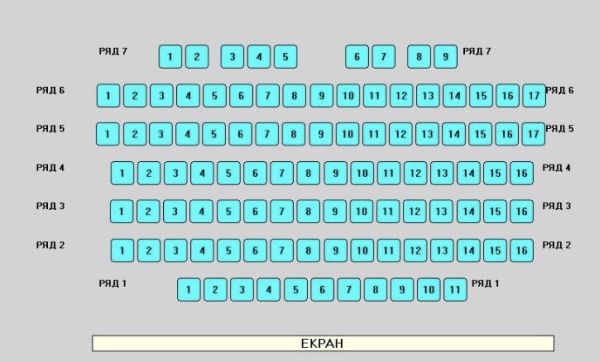 РЯД 7 1 2 3 4 5 6 7 8 9 РЯД 7
РЯД 6 1 2 3 4 5 6 7 8 9 10 11 12 13 14 15 16 17 РЯД 6
РЯД 5 1 2 3 4 5 6 7 8 9 10 11 12 13 14 15 16 17 РЯД 5
РЯД 4 1 2 3 4 5 6 7 8 9 10 11 12 13 14 15 16 РЯД 4
РЯД 3 1 2 3 4 5 6 7 8 9 10 11 12 13 14 15 16 РЯД 3
РЯД 2 1 2 3 4 5 6 7 8 9 10 11 12 13 14 15 16 РЯД 2
РЯД 1 1 2 3 4 5 6 7 8 9 10 11 РЯД 1
ЕКРАН